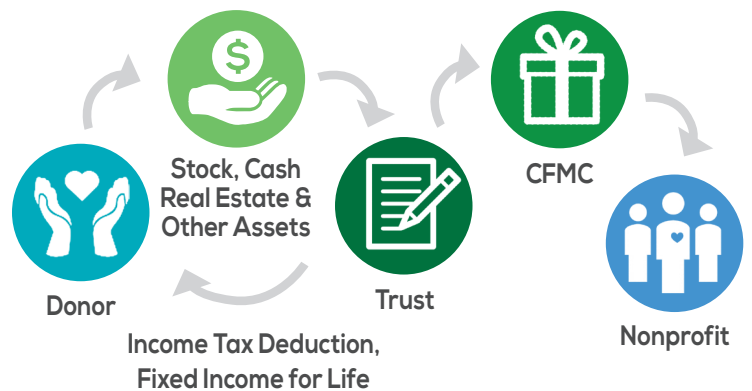 Donor
Stock, Cash
Real Estate &
Other Assets
Trust
CFMC
Nonprofit
Income Tax Deduction,
Fixed Income for Life
$